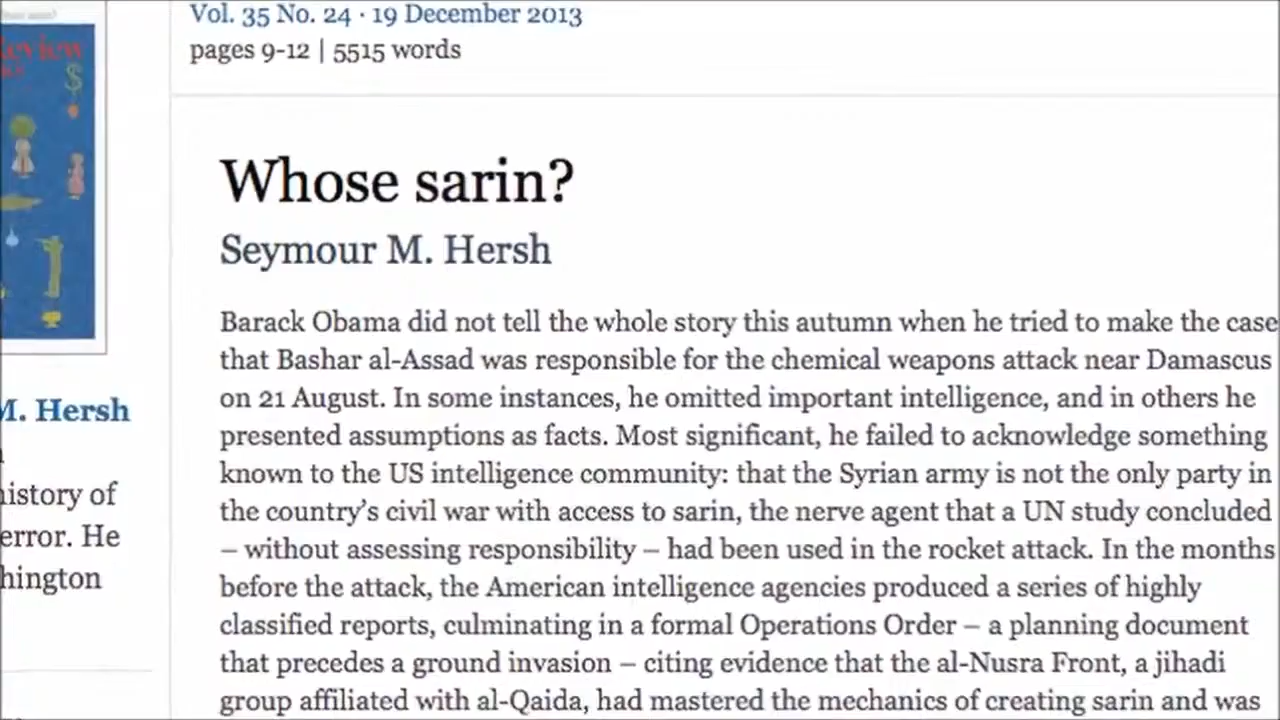 Vol. 35 No. 24 · 19 December 2013
pages 9-12 | 5515 words
Review
$
Whose sarin?
Seymour M. Hersh
Barack Obama did not tell the whole story this autumn when he tried to make the case
that Bashar al-Assad was responsible for the chemical weapons attack near Damascus
on 21 August. In some instances, he omitted important intelligence, and in others he
presented assumptions as facts. Most significant, he failed to acknowledge something
known to the US intelligence community: that the Syrian army is not the only party in
the country’s civil war with access to sarin, the nerve agent that a UN study concluded
– without assessing responsibility – had been used in the rocket attack. In the months
before the attack, the American intelligence agencies produced a series of highly
classified reports, culminating in a formal Operations Order – a planning document
that precedes a ground invasion – citing evidence that the al-Nusra Front, a jihadi
group affiliated with al-Qaida, had mastered the mechanics of creating sarin and was
M. Hersh
history of
error. He
hington